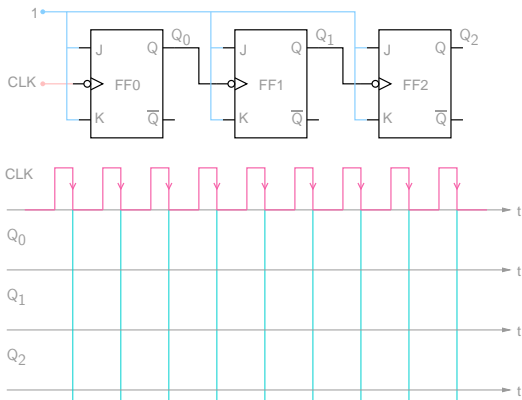 1
Q0 Q1 Q2
J Q J Q J Q
CLK FF0 FF1 FF2
K Q̅ K Q̅ K Q̅
CLK
t
Q0
t
Q1
t
Q2
t